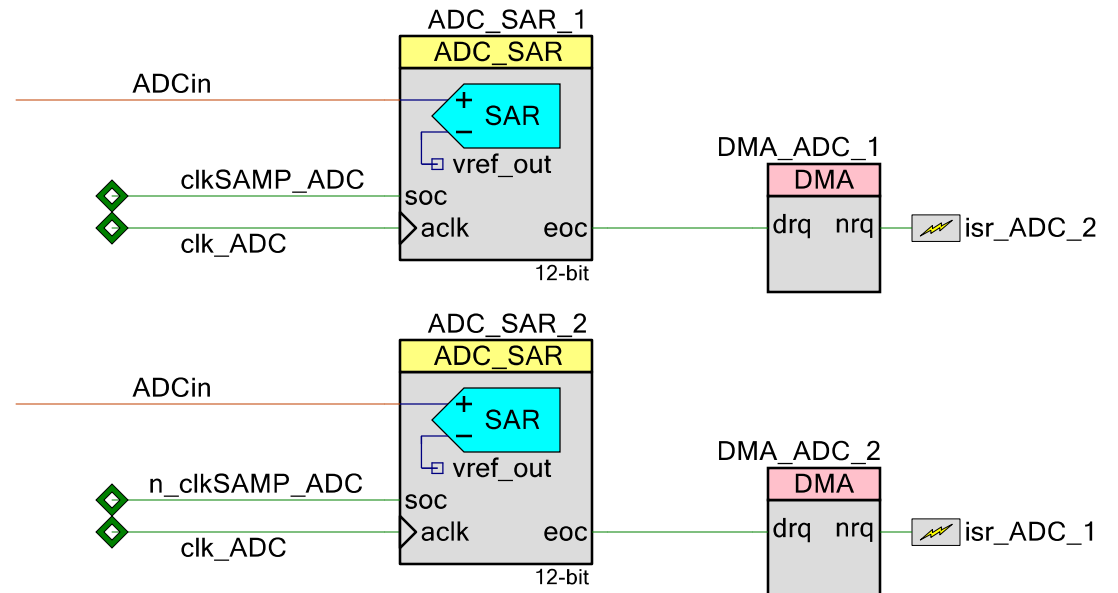 ADC_SAR_1
ADC_SAR
ADCin
+
SAR
−
vref_out
DMA_ADC_1
DMA
clkSAMP_ADC
soc
clk_ADC
aclk
eoc
drq
nrq
isr_ADC_2
12-bit
ADC_SAR_2
ADC_SAR
ADCin
+
SAR
−
vref_out
DMA_ADC_2
DMA
n_clkSAMP_ADC
soc
clk_ADC
aclk
eoc
drq
nrq
isr_ADC_1
12-bit